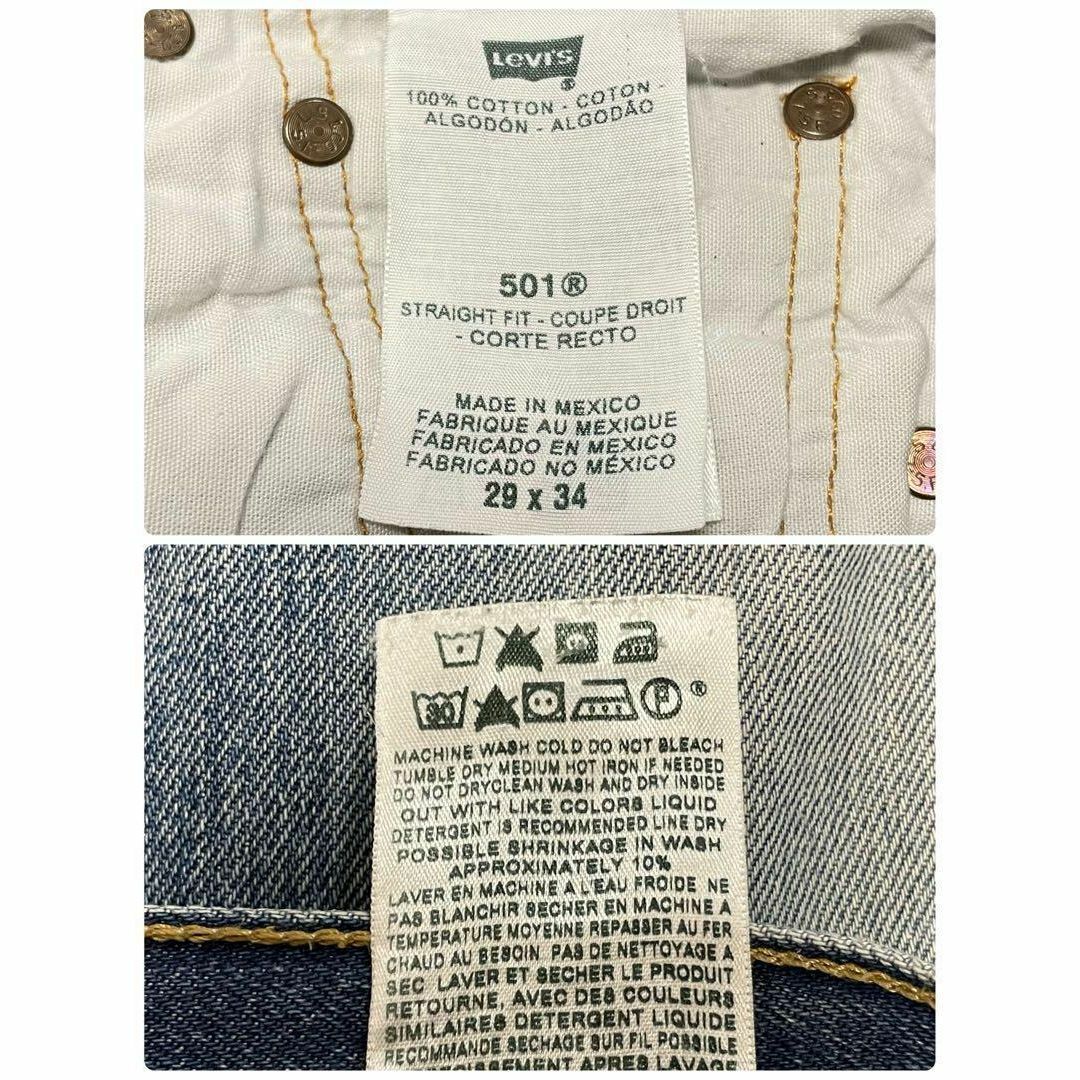 LEVI'S
100% COTTON - COTON -
ALGODÓN - ALGODÃO
501®
STRAIGHT FIT - COUPE DROIT
- CORTE RECTO
MADE IN MEXICO
FABRIQUE AU MEXIQUE
FABRICADO EN MEXICO
FABRICADO NO MÉXICO
29 x 34
30 P ®
MACHINE WASH COLD DO NOT BLEACH
TUMBLE DRY MEDIUM HOT IRON IF NEEDED
DO NOT DRYCLEAN WASH AND DRY INSIDE
OUT WITH LIKE COLORS LIQUID
DETERGENT IS RECOMMENDED LINE DRY
POSSIBLE SHRINKAGE IN WASH
APPROXIMATELY 10%
LAVER EN MACHINE A L'EAU FROIDE NE
PAS BLANCHIR SECHER EN MACHINE A
TEMPERATURE MOYENNE REPASSER AU FER
CHAUD AU BESOIN PAS DE NETTOYAGE A
SEC LAVER ET SECHER LE PRODUIT
RETOURNE, AVEC DES COULEURS
SIMILAIRES DETERGENT LIQUIDE
RECOMMANDE SECHAGE SUR FIL POSSIBLE
APRES LAVAGE